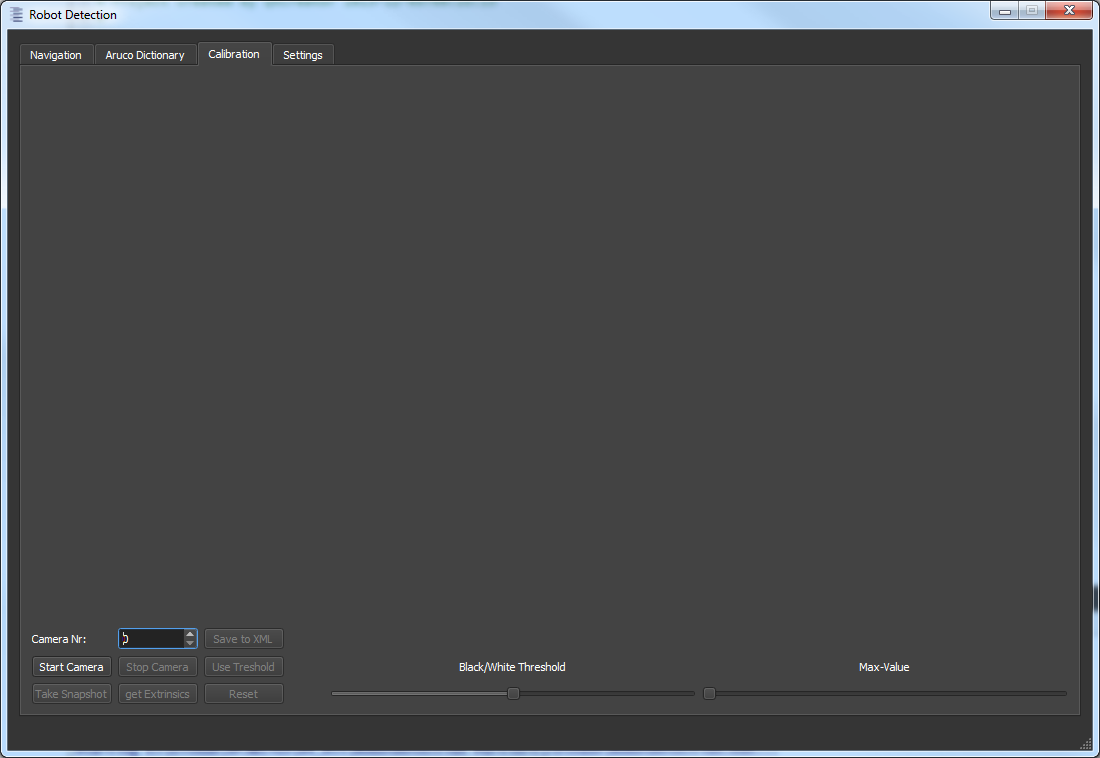 Robot Detection
Navigation
Aruco Dictionary
Calibration
Settings
Camera Nr:
Save to XML
Start Camera
Stop Camera
Use Treshold
Black/White Threshold
Max-Value
Take Snapshot
get Extrinsics
Reset